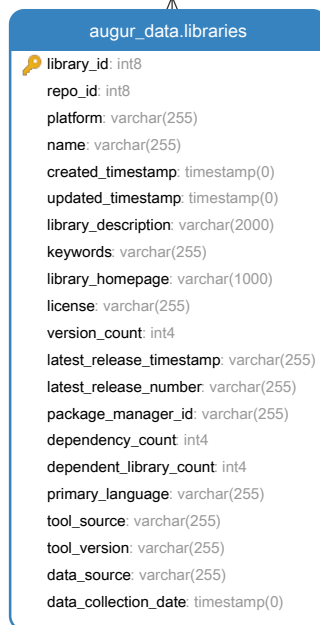 augur_data.libraries
library_id: int8
repo_id: int8
platform: varchar(255)
name: varchar(255)
created_timestamp: timestamp(0)
updated_timestamp: timestamp(0)
library_description: varchar(2000)
keywords: varchar(255)
library_homepage: varchar(1000)
license: varchar(255)
version_count: int4
latest_release_timestamp: varchar(255)
latest_release_number: varchar(255)
package_manager_id: varchar(255)
dependency_count: int4
dependent_library_count: int4
primary_language: varchar(255)
tool_source: varchar(255)
tool_version: varchar(255)
data_source: varchar(255)
data_collection_date: timestamp(0)